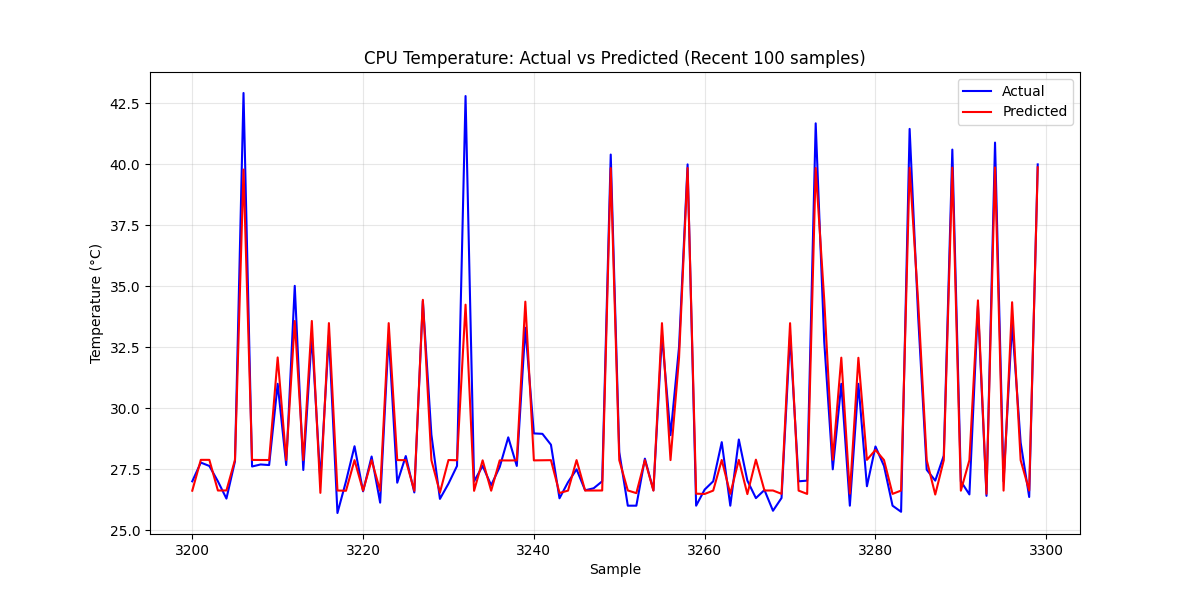 CPU Temperature: Actual vs Predicted (Recent 100 samples)
Actual
Predicted
42.5
40.0
37.5
35.0
32.5
30.0
27.5
25.0
Temperature (°C)
3200 3220 3240 3260 3280 3300
Sample